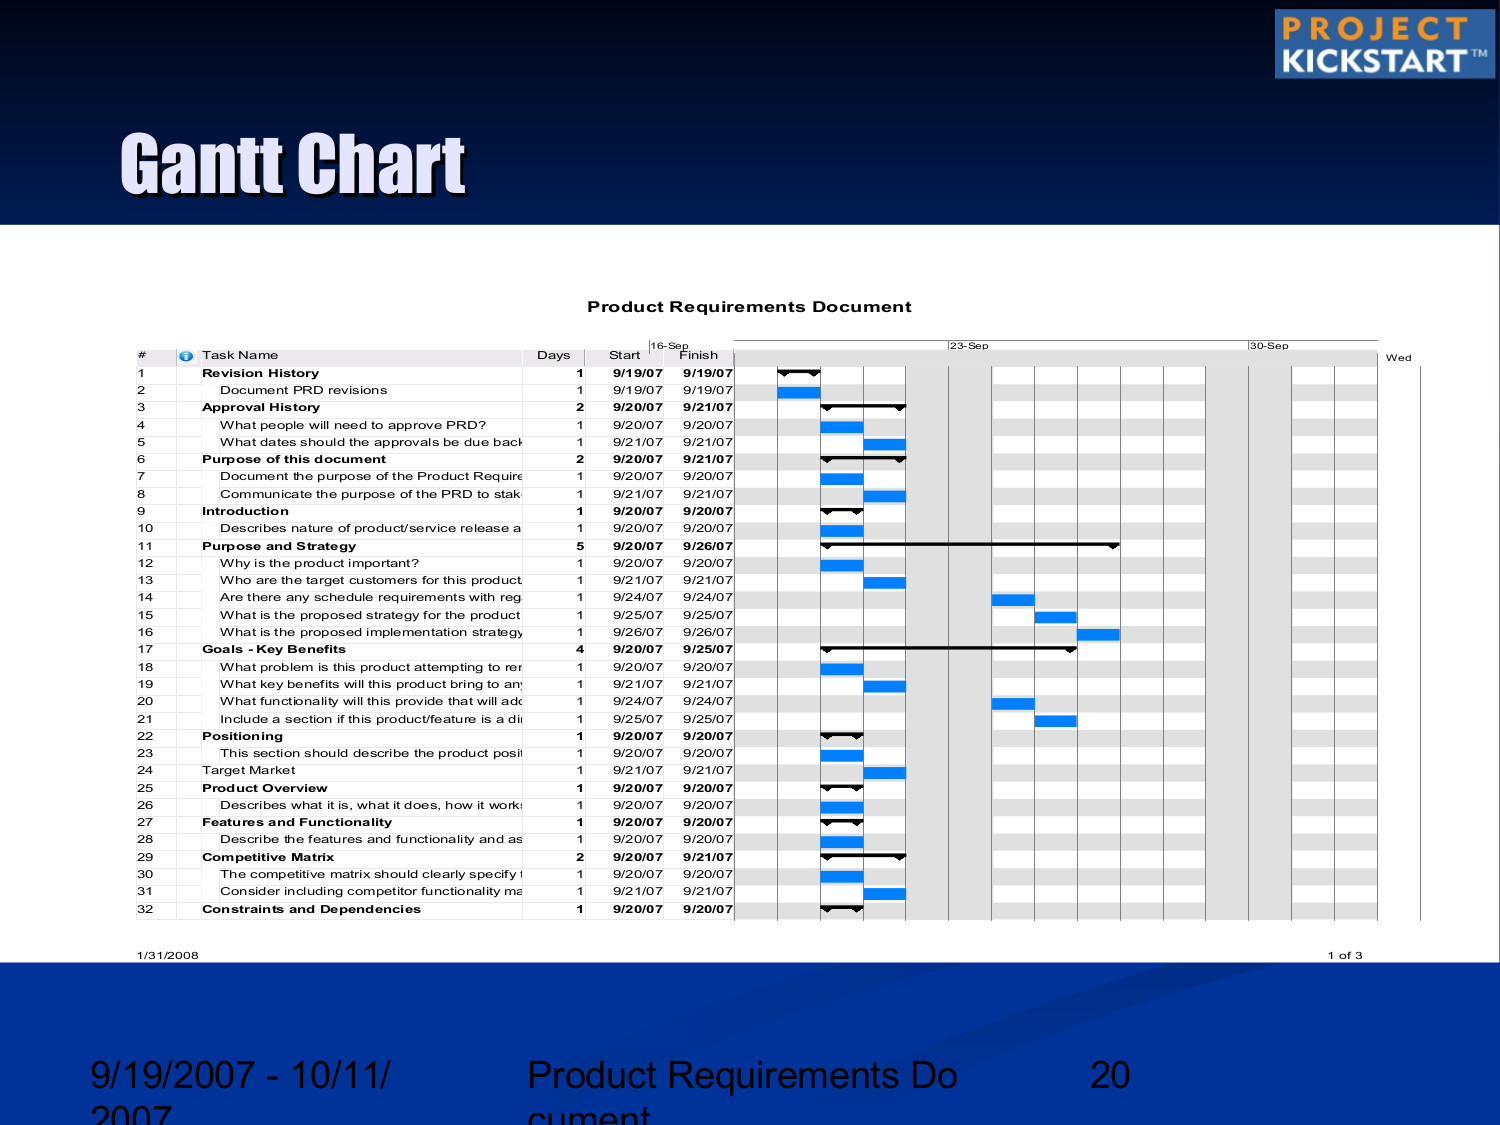 PROJECT
KICKSTART™
Gantt Chart
Product Requirements Document
16-Sep 23-Sep 30-Sep
# Task Name Days Start Finish Wed
1 Revision History 1 9/19/07 9/19/07
2 Document PRD revisions 1 9/19/07 9/19/07
3 Approval History 2 9/20/07 9/21/07
4 What people will need to approve PRD? 1 9/20/07 9/20/07
5 What dates should the approvals be due back 1 9/21/07 9/21/07
6 Purpose of this document 2 9/20/07 9/21/07
7 Document the purpose of the Product Require 1 9/20/07 9/20/07
8 Communicate the purpose of the PRD to stak 1 9/21/07 9/21/07
9 Introduction 1 9/20/07 9/20/07
10 Describes nature of product/service release a 1 9/20/07 9/20/07
11 Purpose and Strategy 5 9/20/07 9/26/07
12 Why is the product important? 1 9/20/07 9/20/07
13 Who are the target customers for this product 1 9/21/07 9/21/07
14 Are there any schedule requirements with reg 1 9/24/07 9/24/07
15 What is the proposed strategy for the product 1 9/25/07 9/25/07
16 What is the proposed implementation strategy 1 9/26/07 9/26/07
17 Goals - Key Benefits 4 9/20/07 9/25/07
18 What problem is this product attempting to 1 9/20/07 9/20/07
19 What key benefits will this product bring to any 1 9/21/07 9/21/07
20 What functionality will this provide that will add 1 9/24/07 9/24/07
21 Include a section if this product/feature is a 1 9/25/07 9/25/07
22 Positioning 1 9/20/07 9/20/07
23 This section should describe the product posit 1 9/20/07 9/20/07
24 Target Market 1 9/21/07 9/21/07
25 Product Overview 1 9/20/07 9/20/07
26 Describes what it is, what it does, how it works 1 9/20/07 9/20/07
27 Features and Functionality 1 9/20/07 9/20/07
28 Describe the features and functionality and as 1 9/20/07 9/20/07
29 Competitive Matrix 2 9/20/07 9/21/07
30 The competitive matrix should clearly specify 1 9/20/07 9/20/07
31 Consider including competitor functionality ma 1 9/21/07 9/21/07
32 Constraints and Dependencies 1 9/20/07 9/20/07
1/31/2008 1 of 3
9/19/2007 - 10/11/ Product Requirements Do 20
2007 cument